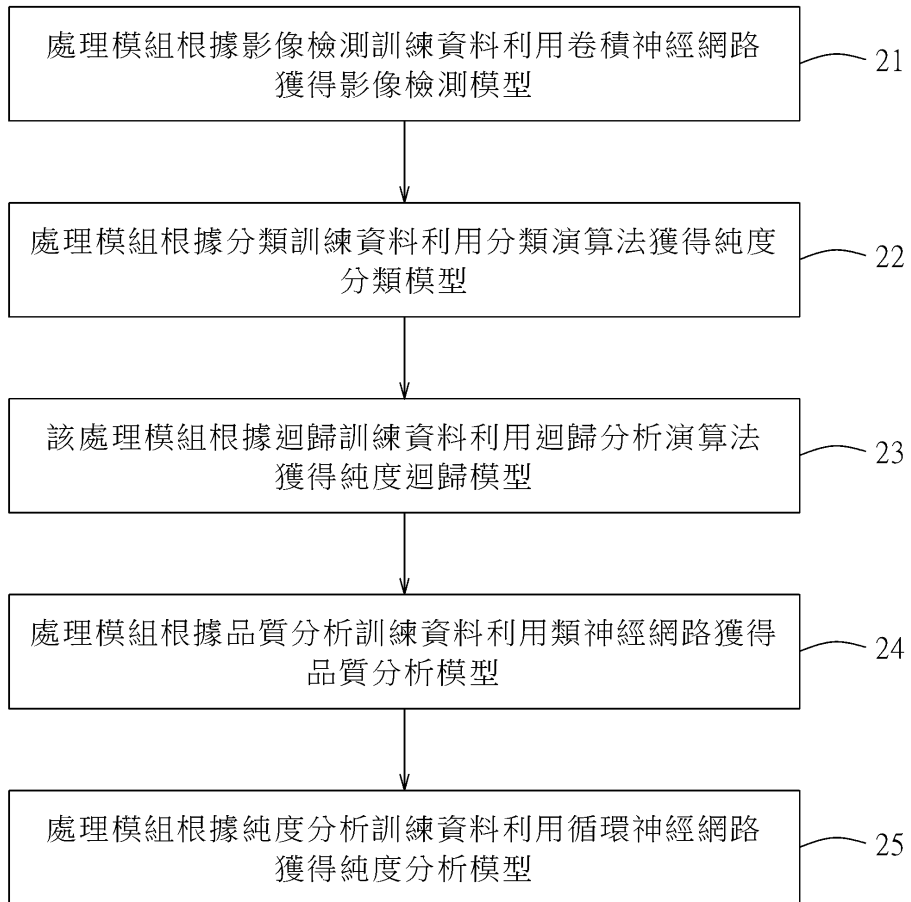 處理模組根據影像檢測訓練資料利用卷積神經網路
獲得影像檢測模型
21
處理模組根據分類訓練資料利用分類演算法獲得純度
分類模型
22
該處理模組根據迴歸訓練資料利用迴歸分析演算法
獲得純度迴歸模型
23
處理模組根據品質分析訓練資料利用類神經網路獲得
品質分析模型
24
處理模組根據純度分析訓練資料利用循環神經網路
獲得純度分析模型
25